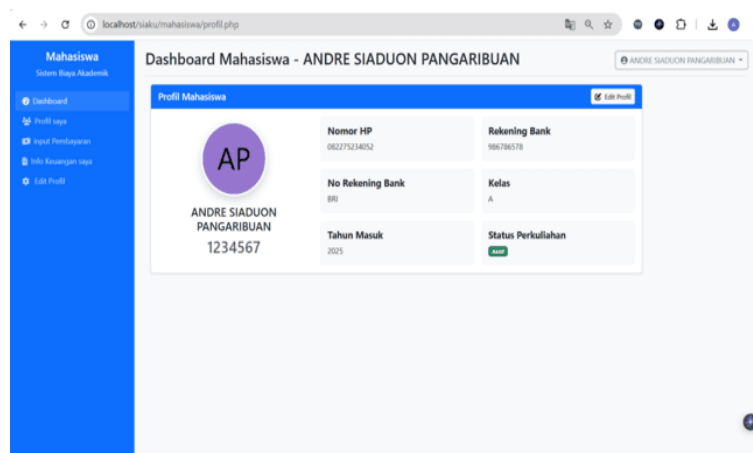 localhost/siaku/mahasiswa/profil.php
Mahasiswa
Sistem Biaya Akademik
Dashboard
Profil saya
input Pembayaran
Info Keuangan saya
Edit Profil
Dashboard Mahasiswa - ANDRE SIADUON PANGARIBUAN
ANDRE SIADUON PANGARIBUAN
Profil Mahasiswa
Edit Profil
AP
ANDRE SIADUON
PANGARIBUAN
1234567
Nomor HP
082275234052
Rekening Bank
986786578
No Rekening Bank
BRI
Kelas
A
Tahun Masuk
2025
Status Perkuliahan
Aktif